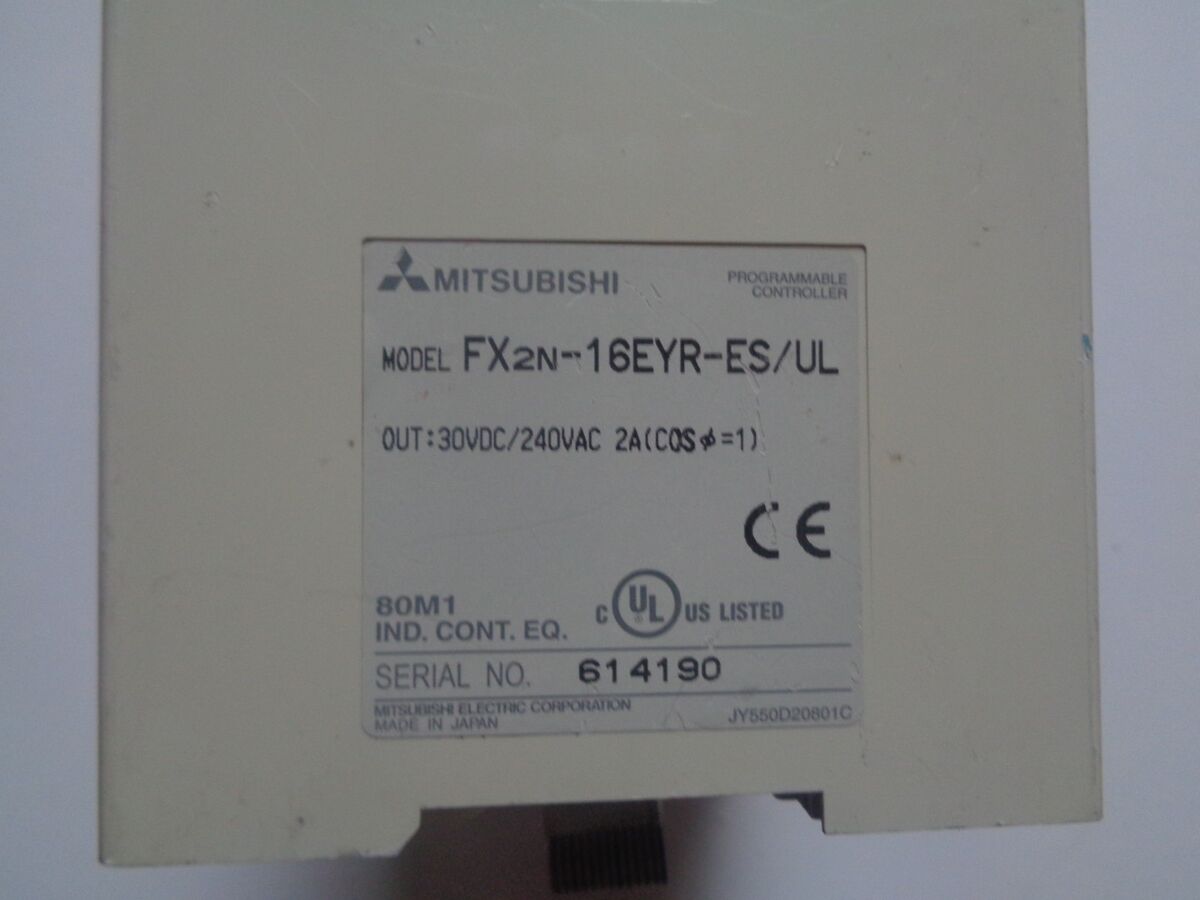 MITSUBISHI
PROGRAMMABLE
CONTROLLER
MODEL FX2N-16EYR-ES/UL
OUT:30VDC/240VAC 2A(COSφ=1)
CE
80M1
IND. CONT. EQ.
C UL ® US LISTED
SERIAL NO. 614190
MITSUBISHI ELECTRIC CORPORATION
MADE IN JAPAN
JY550D20801C